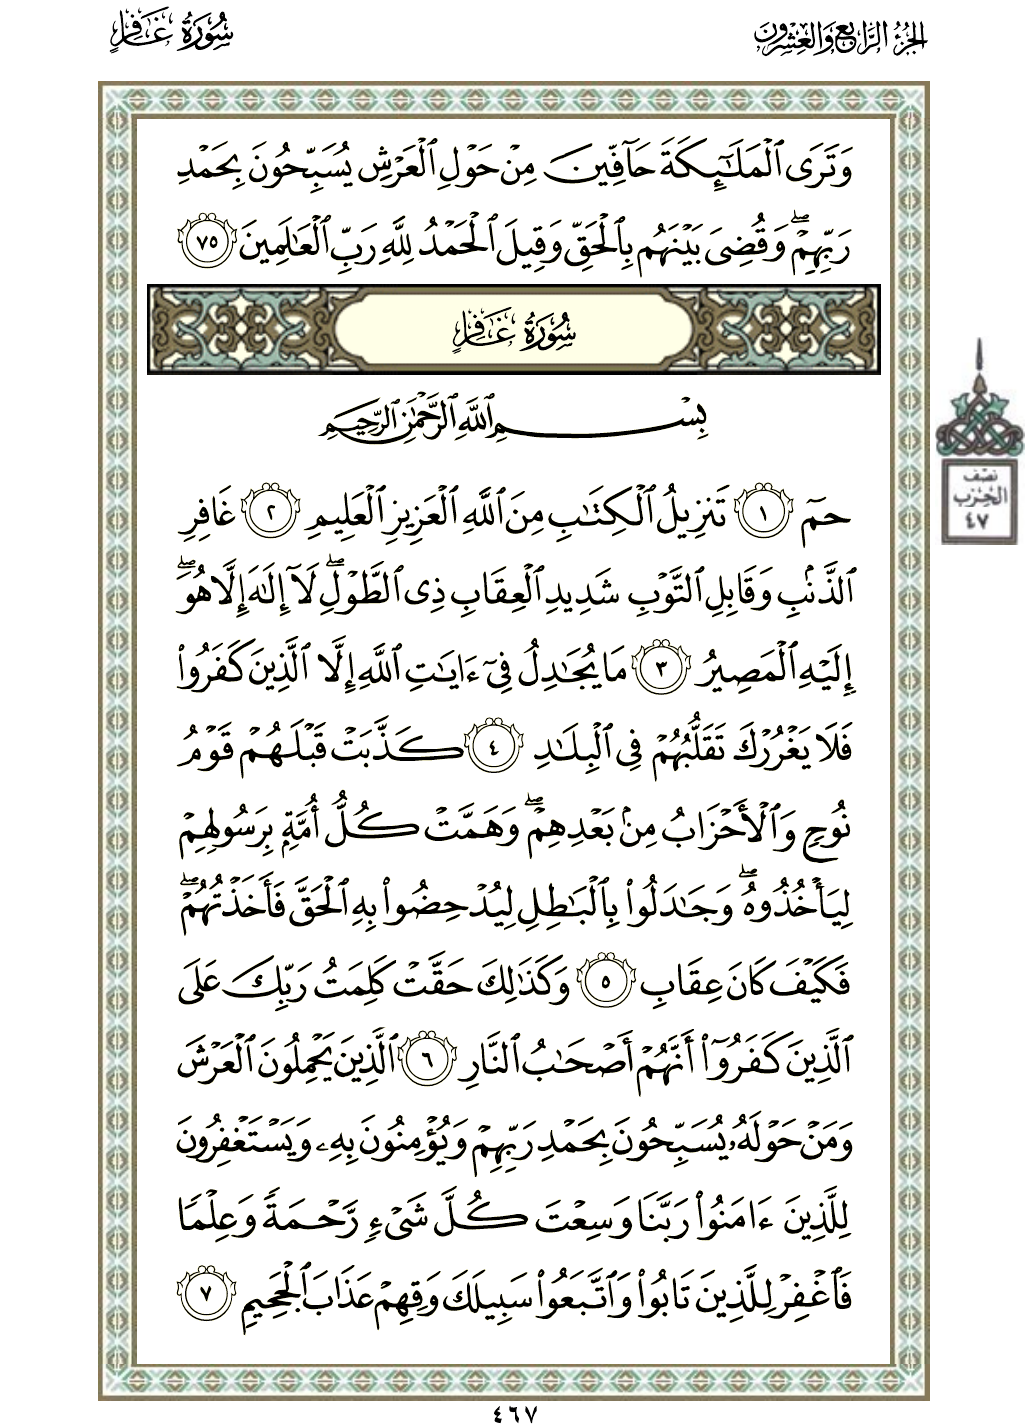 الجزء الرابع والعشرون
سورة غافر
وَتَرَى ٱلْمَلَٰٓئِكَةَ حَآفِّينَ مِنْ حَوْلِ ٱلْعَرْشِ يُسَبِّحُونَ بِحَمْدِ
رَبِّهِمْ ۖ وَقُضِىَ بَيْنَهُم بِٱلْحَقِّ وَقِيلَ ٱلْحَمْدُ لِلَّهِ رَبِّ ٱلْعَٰلَمِينَ ٧٥
سُورَةُ غَافِرٍ
بِسْمِ ٱللَّهِ ٱلرَّحْمَٰنِ ٱلرَّحِيمِ
حمٓ ١ تَنزِيلُ ٱلْكِتَٰبِ مِنَ ٱللَّهِ ٱلْعَزِيزِ ٱلْعَلِيمِ ٢ غَافِرِ
ٱلذَّنۢبِ وَقَابِلِ ٱلتَّوْبِ شَدِيدِ ٱلْعِقَابِ ذِى ٱلطَّوْلِ ۖ لَآ إِلَٰهَ إِلَّا هُوَ ۖ
إِلَيْهِ ٱلْمَصِيرُ ٣ مَا يُجَٰدِلُ فِىٓ ءَايَٰتِ ٱللَّهِ إِلَّا ٱلَّذِينَ كَفَرُوا۟
فَلَا يَغْرُرْكَ تَقَلُّبُهُمْ فِى ٱلْبِلَٰدِ ٤ كَذَّبَتْ قَبْلَهُمْ قَوْمُ
نُوحٍ وَٱلْأَحْزَابُ مِنۢ بَعْدِهِمْ ۖ وَهَمَّتْ كُلُّ أُمَّةٍۭ بِرَسُولِهِمْ
لِيَأْخُذُوهُ ۖ وَجَٰدَلُوا۟ بِٱلْبَٰطِلِ لِيُدْحِضُوا۟ بِهِ ٱلْحَقَّ فَأَخَذْتُهُمْ ۖ
فَكَيْفَ كَانَ عِقَابِ ٥ وَكَذَٰلِكَ حَقَّتْ كَلِمَتُ رَبِّكَ عَلَى
ٱلَّذِينَ كَفَرُوٓا۟ أَنَّهُمْ أَصْحَٰبُ ٱلنَّارِ ٦ ٱلَّذِينَ يَحْمِلُونَ ٱلْعَرْشَ
وَمَنْ حَوْلَهُۥ يُسَبِّحُونَ بِحَمْدِ رَبِّهِمْ وَيُؤْمِنُونَ بِهِۦ وَيَسْتَغْفِرُونَ
لِلَّذِينَ ءَامَنُوا۟ رَبَّنَا وَسِعْتَ كُلَّ شَىْءٍ رَّحْمَةً وَعِلْمًا
فَٱغْفِرْ لِلَّذِينَ تَابُوا۟ وَٱتَّبَعُوا۟ سَبِيلَكَ وَقِهِمْ عَذَابَ ٱلْجَحِيمِ ٧
نصف
الحزب
٤٧
٤٦٧